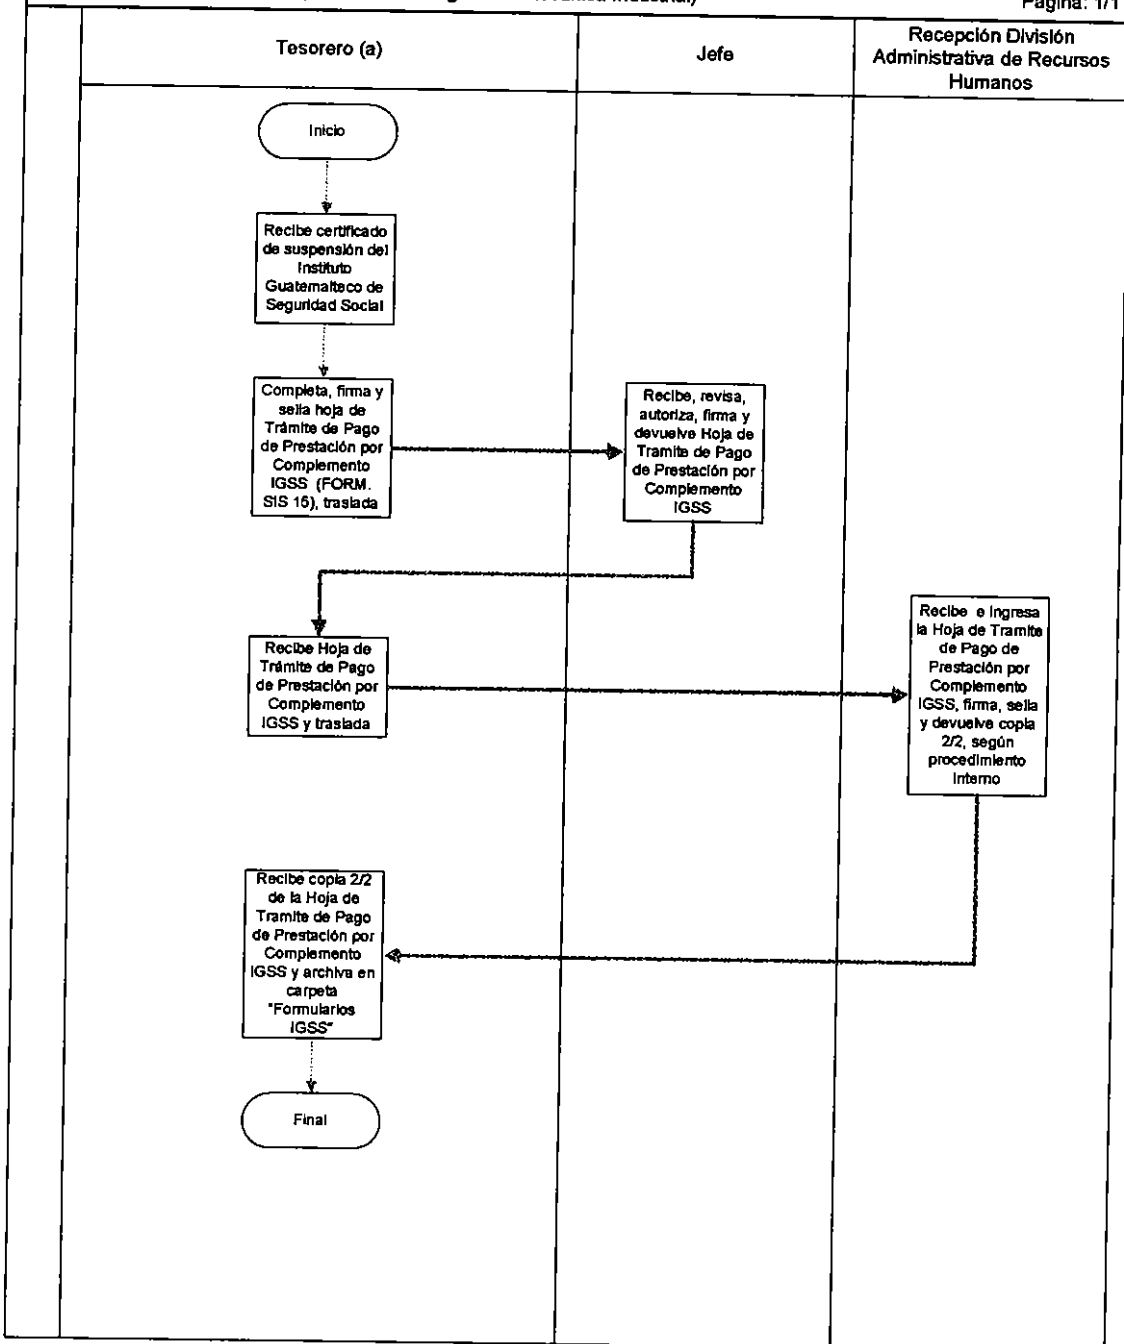 Página: 1/1
Tesorero (a)
Jefe
Recepción División
Administrativa de Recursos
Humanos
Inicio
Recibe certificado
de suspensión del
Instituto
Guatemalteco de
Seguridad Social
Completa, firma y
sella hoja de
Trámite de Pago
de Prestación por
Complemento
IGSS (FORM.
SIS 15), traslada
Recibe, revisa,
autoriza, firma y
devuelve Hoja de
Tramite de Pago
de Prestación por
Complemento
IGSS
Recibe Hoja de
Trámite de Pago
de Prestación por
Complemento
IGSS y traslada
Recibe e ingresa
la Hoja de Tramite
de Pago de
Prestación por
Complemento
IGSS, firma, sella
y devuelve copia
2/2, según
procedimiento
interno
Recibe copia 2/2
de la Hoja de
Tramite de Pago
de Prestación por
Complemento
IGSS y archiva en
carpeta
"Formularios
IGSS"
Final